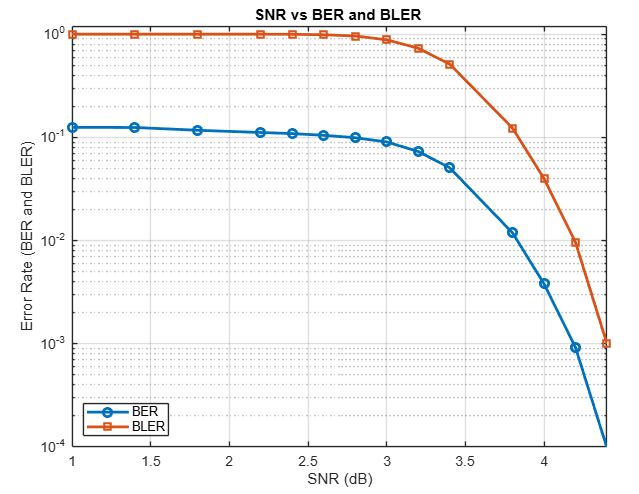 SNR vs BER and BLER
Error Rate (BER and BLER)
10^0
10^-1
10^-2
10^-3
10^-4
BER
BLER
1 1.5 2 2.5 3 3.5 4
SNR (dB)